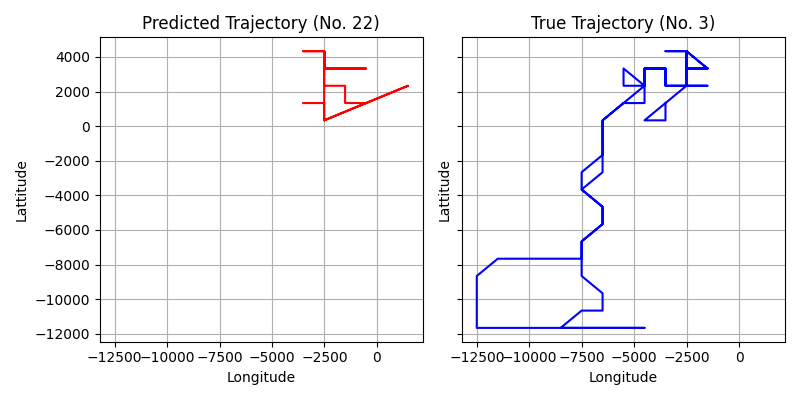 Predicted Trajectory (No. 22)
True Trajectory (No. 3)
4000
2000
0
−2000
−4000
−6000
−8000
−10000
−12000
Lattitude
Lattitude
−12500 −10000 −7500 −5000 −2500 0
−12500 −10000 −7500 −5000 −2500 0
Longitude
Longitude